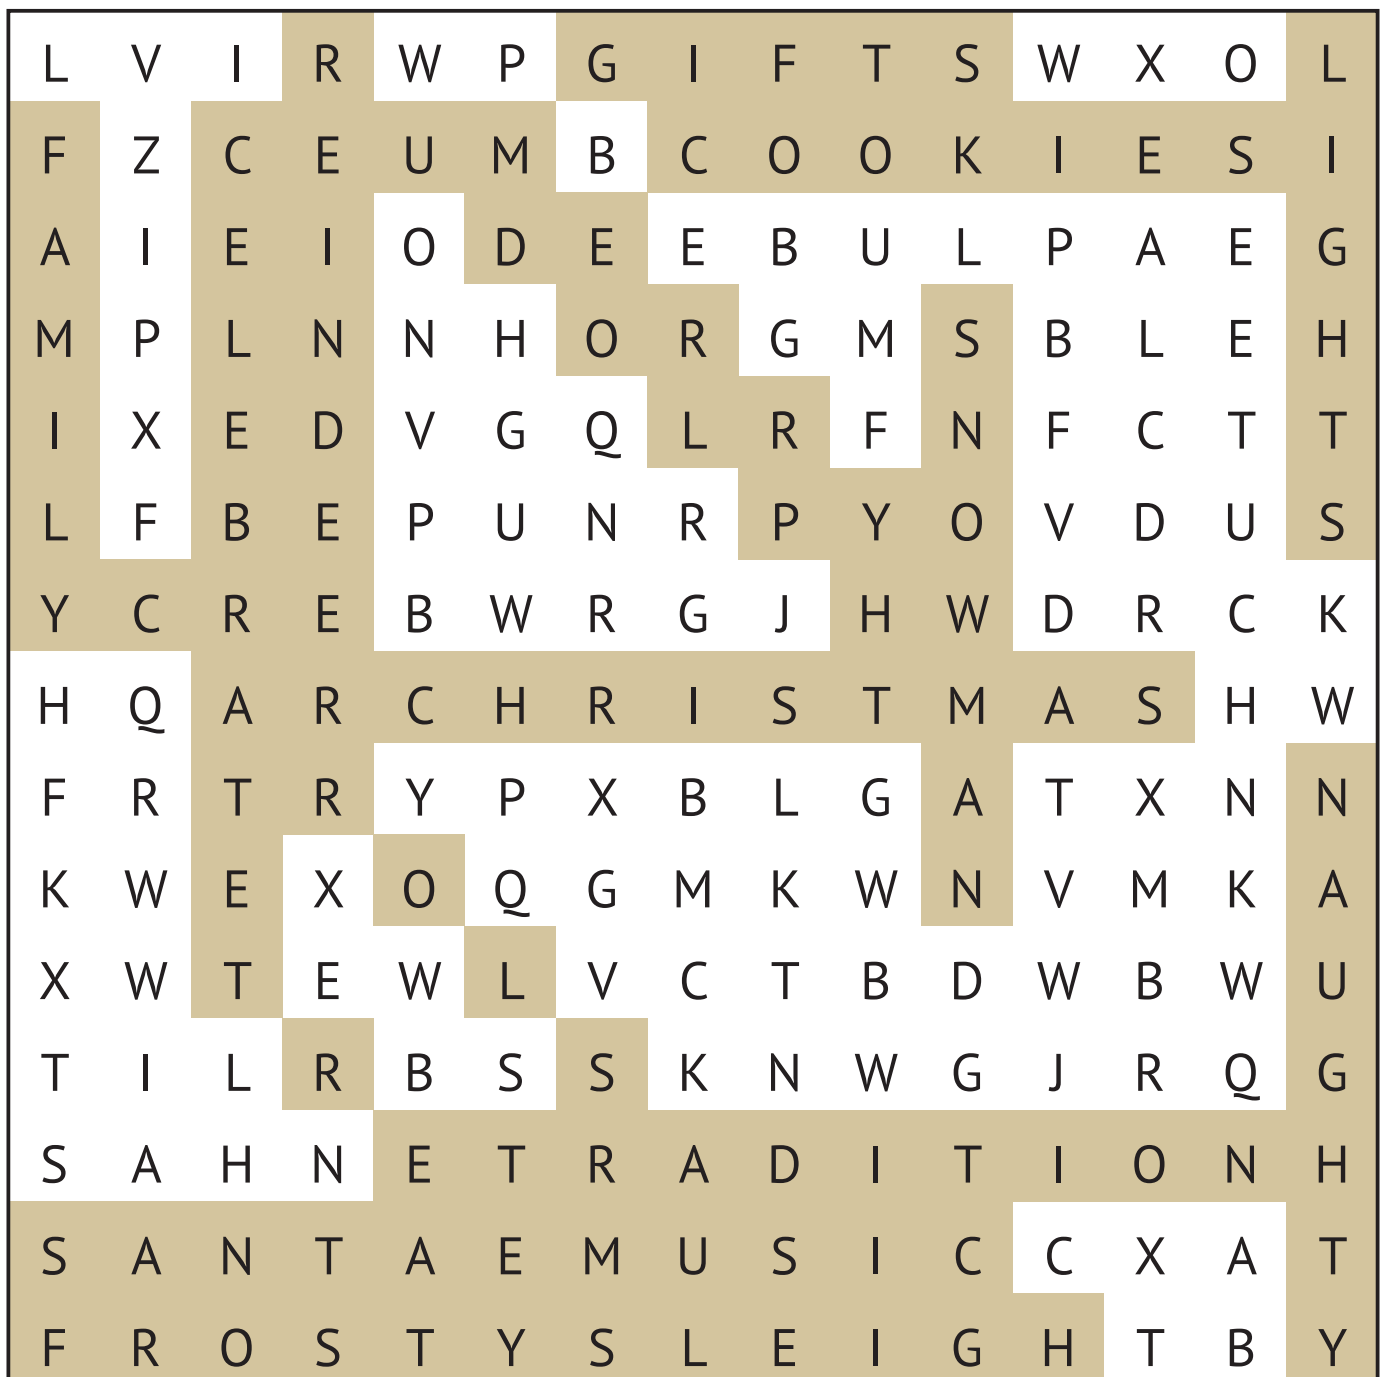 L V I R W P G I F T S W X O L
F Z C E U M B C O O K I E S I
A I E I O D E E B U L P A E G
M P L N N H O R G M S B L E H
I X E D V G Q L R F N F C T T
L F B E P U N R P Y O V D U S
Y C R E B W R G J H W D R C K
H Q A R C H R I S T M A S H W
F R T R Y P X B L G A T X N N
K W E X O Q G M K W N V M K A
X W T E W L V C T B D W B W U
T I L R B S S K N W G J R Q G
S A H N E T R A D I T I O N H
S A N T A E M U S I C C X A T
F R O S T Y S L E I G H T B Y